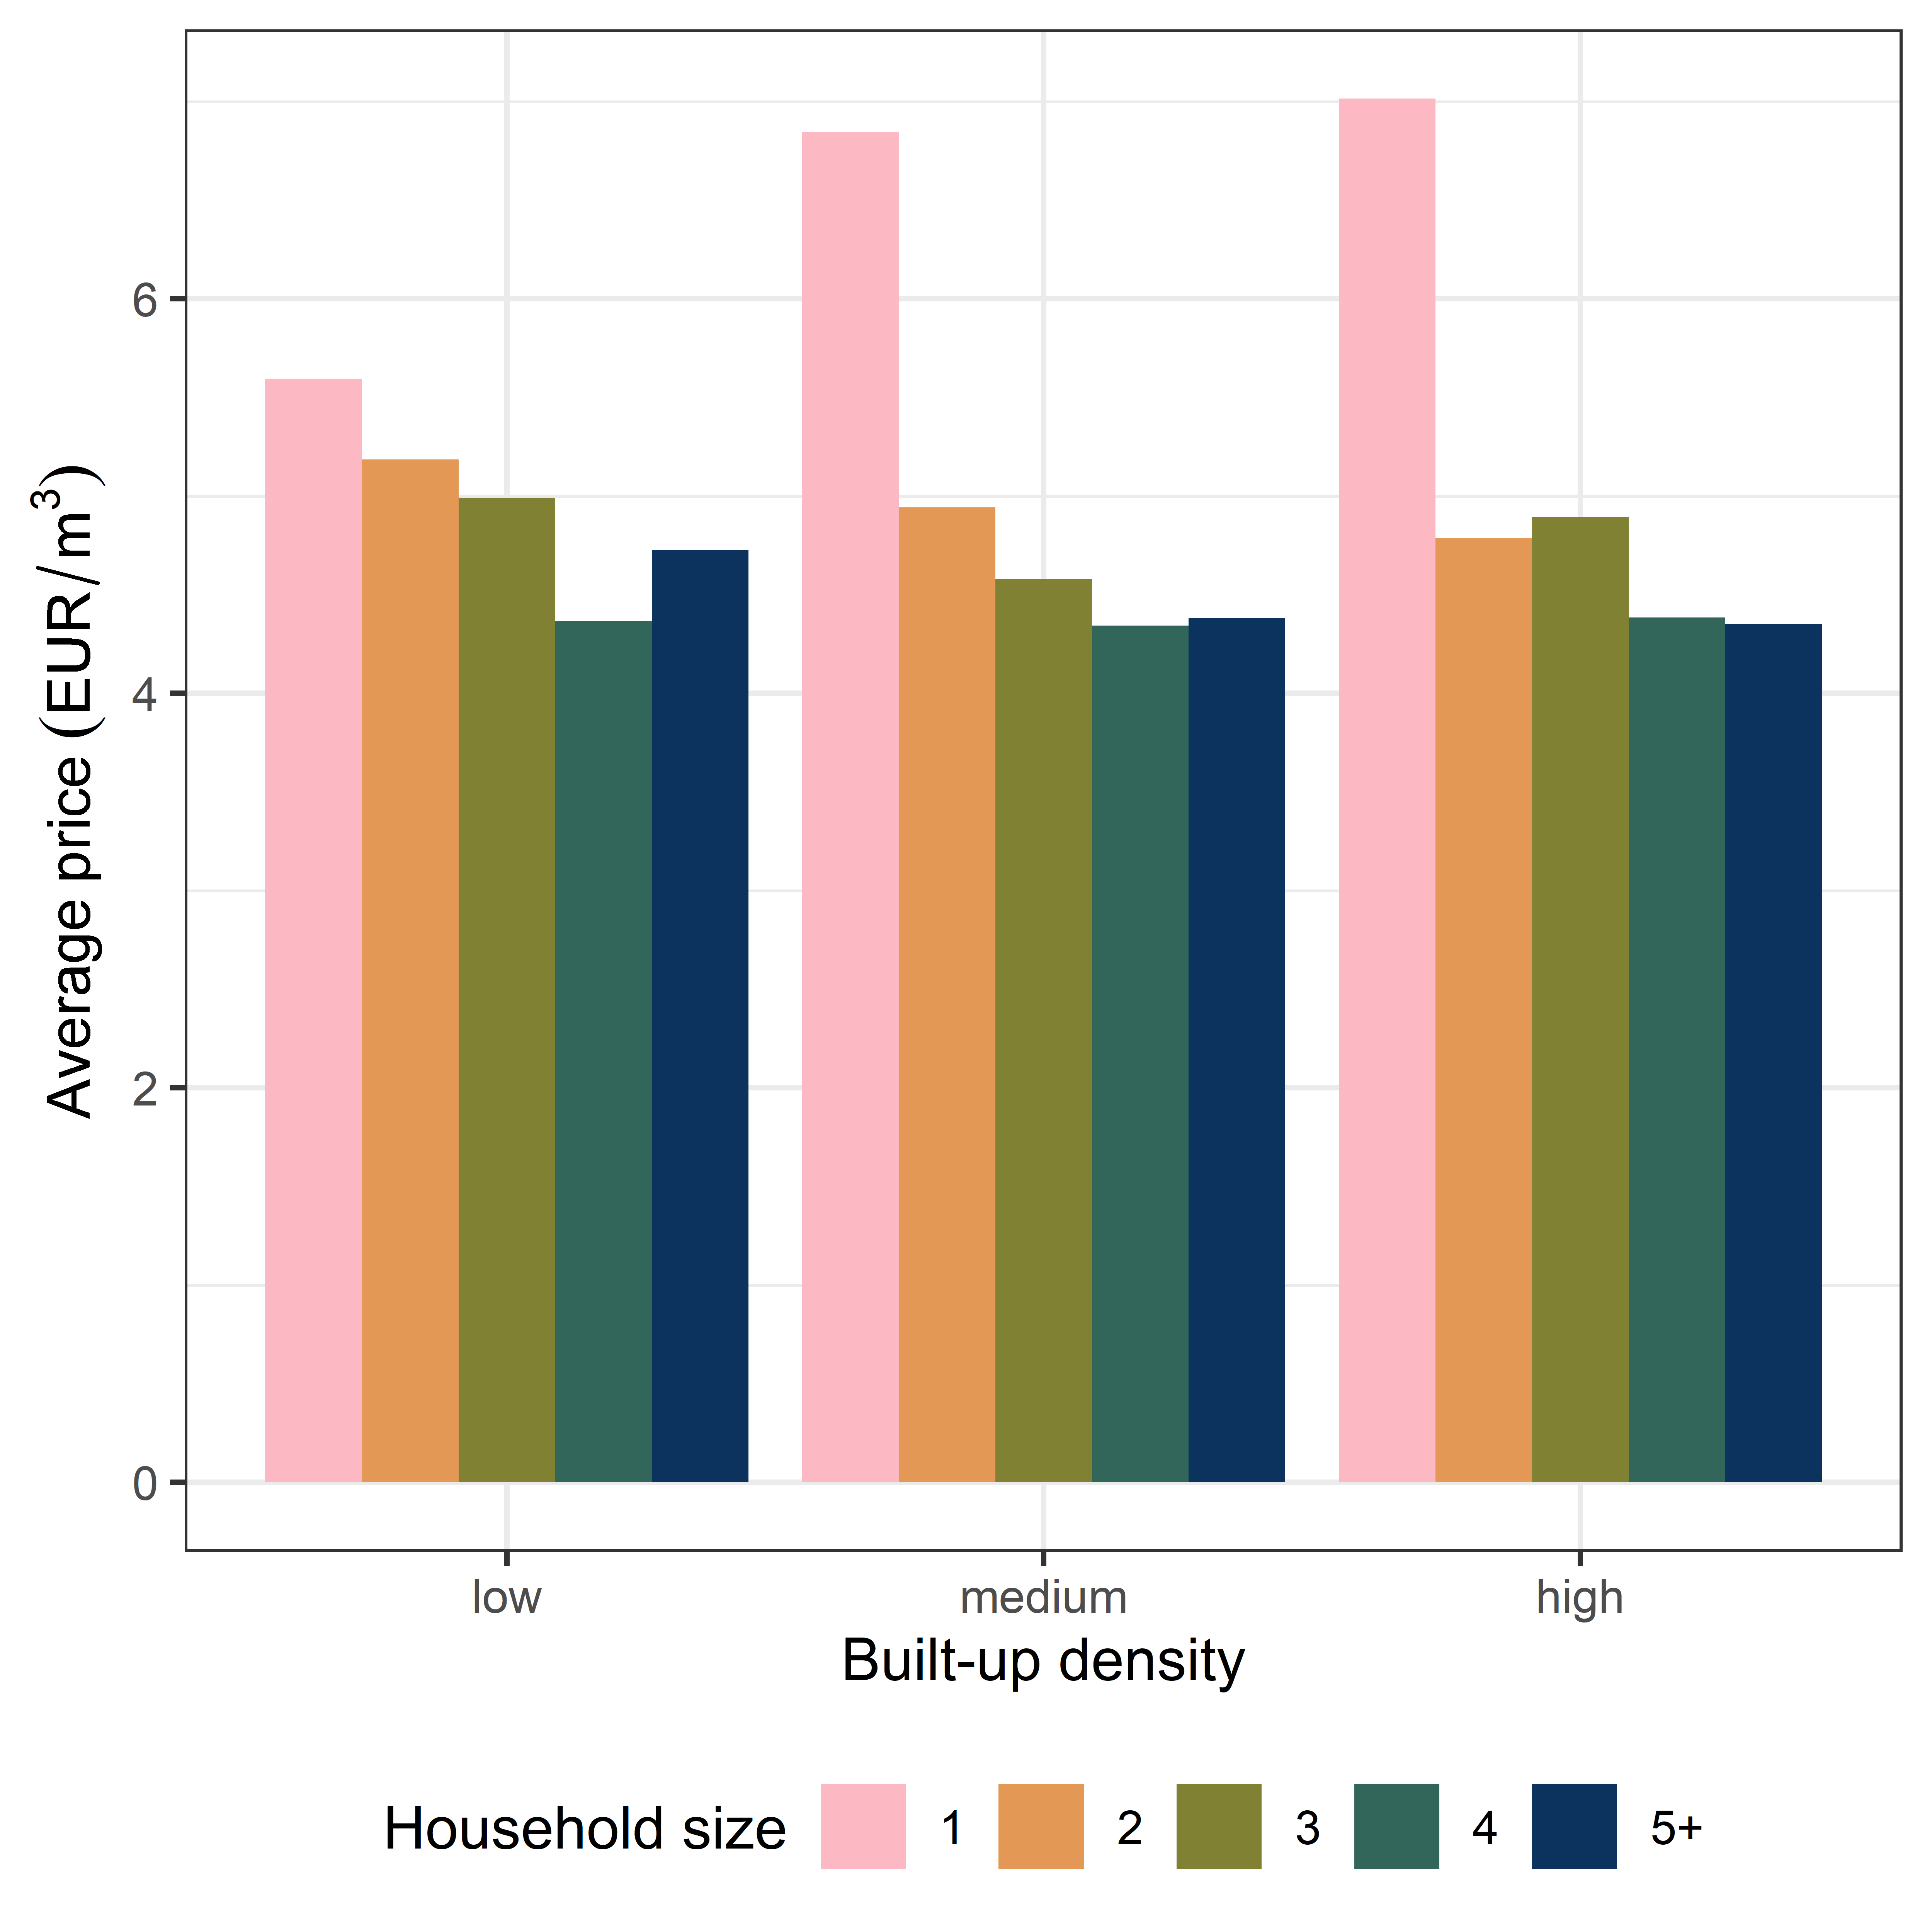 Average price (EUR/m³)
6
4
2
0
low medium high
Built-up density
Household size 1 2 3 4 5+